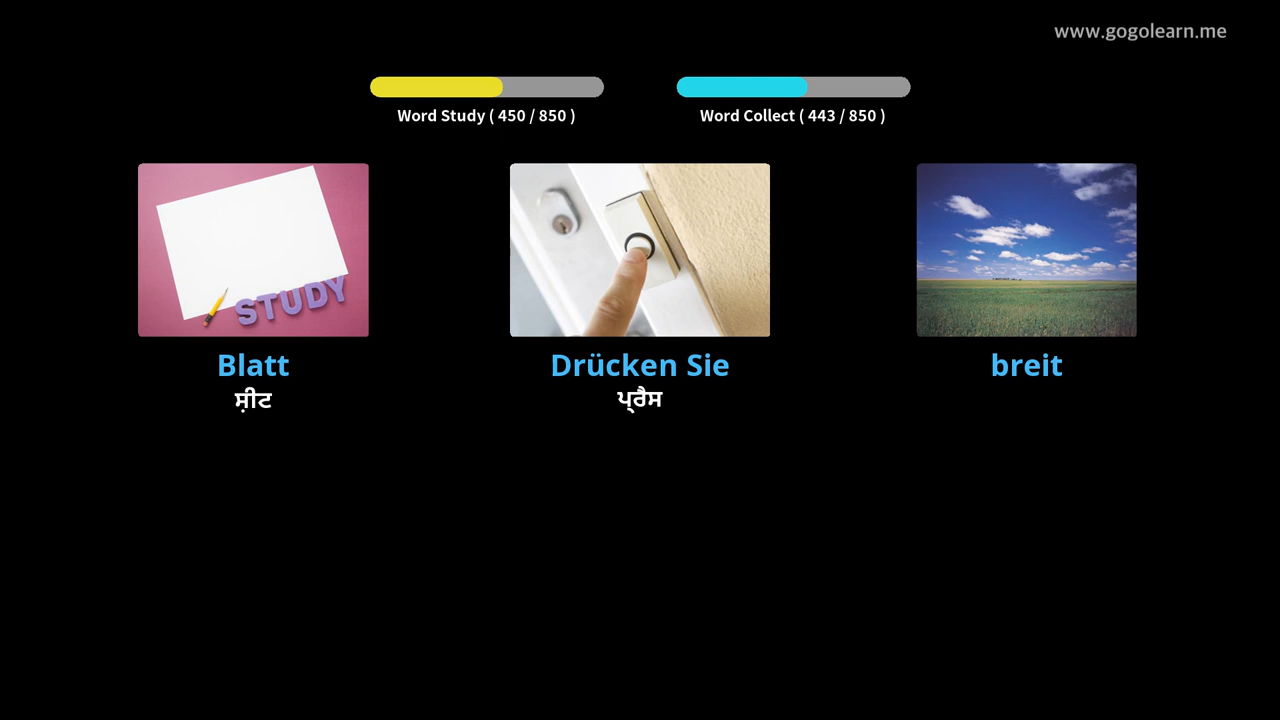 www.gogolearn.me
Word Study ( 450 / 850 )
Word Collect ( 443 / 850 )
STUDY
Blatt
Drücken Sie
breit
ਸ਼ੀਟ
ਪ੍ਰੈਸ